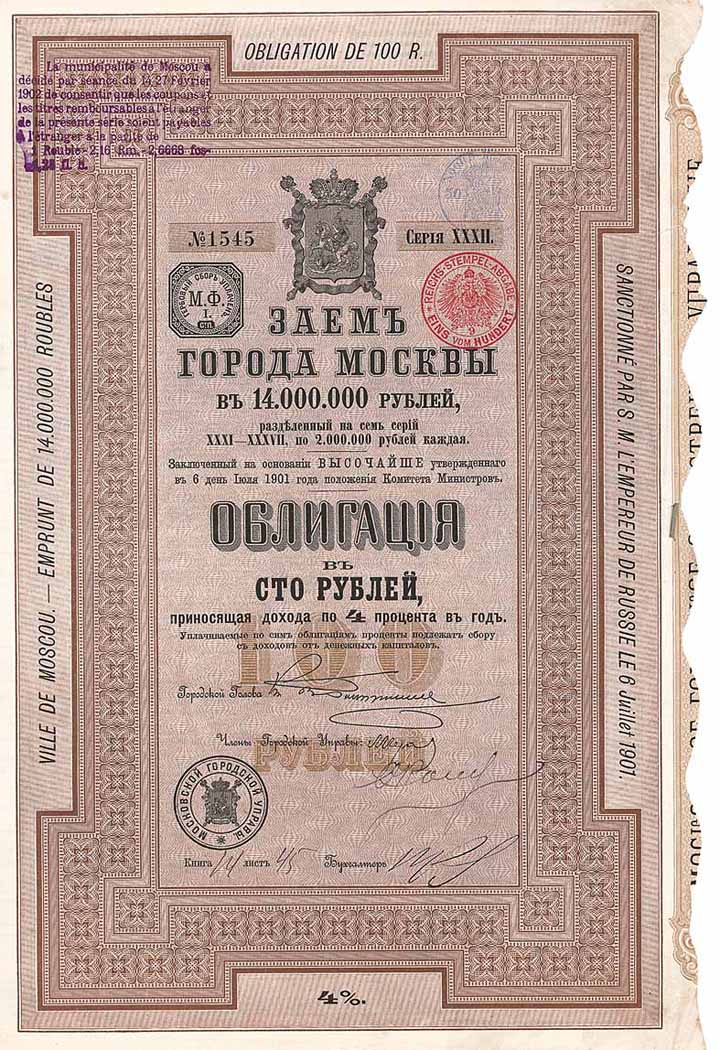 OBLIGATION DE 100 R.
La municipalité de Moscou a
décidé par séance du 14/27 Février
1902 de consentir que les coupons et
les titres remboursables à l'étranger
de la présente série soient payables
à l'étranger à la parité de
1 Rouble-2,16 Rm.-2,6668 fcs-
№1545
Серія XXXII.
ГЕРБОВЫЙ СБОРЪ УПЛАЧЕНЪ
М.Ф.
I.
REICHS-STEMPEL-ABGABE
9
EINS VOM HUNDERT
ЗАЕМЪ
ГОРОДА МОСКВЫ
ВЪ 14.000.000 РУБЛЕЙ,
раздѣленный на семь серій
XXXI—XXXVII, по 2.000.000 рублей каждая.
Заключенный на основаніи ВЫСОЧАЙШЕ утвержденнаго
въ 6 день Іюля 1901 года положенія Комитета Министровъ.
ОБЛИГАЦІЯ
ВЪ
СТО РУБЛЕЙ,
приносящая дохода по 4 процента въ годъ.
Уплачиваемые по симъ облигаціямъ проценты подлежатъ сбору
съ доходовъ отъ денежныхъ капиталовъ.
100
РУБЛЕЙ
Городской Голова
Члены Городской Управы:
МОСКОВСКОЙ ГОРОДСКОЙ УПРАВЫ
Книга 14 листъ 45 Бухгалтеръ
VILLE DE MOSCOU. — EMPRUNT DE 14.000.000 ROUBLES
SANCTIONNÉ PAR S. M. L'EMPEREUR DE RUSSIE LE 6 Juillet 1901.
4%.